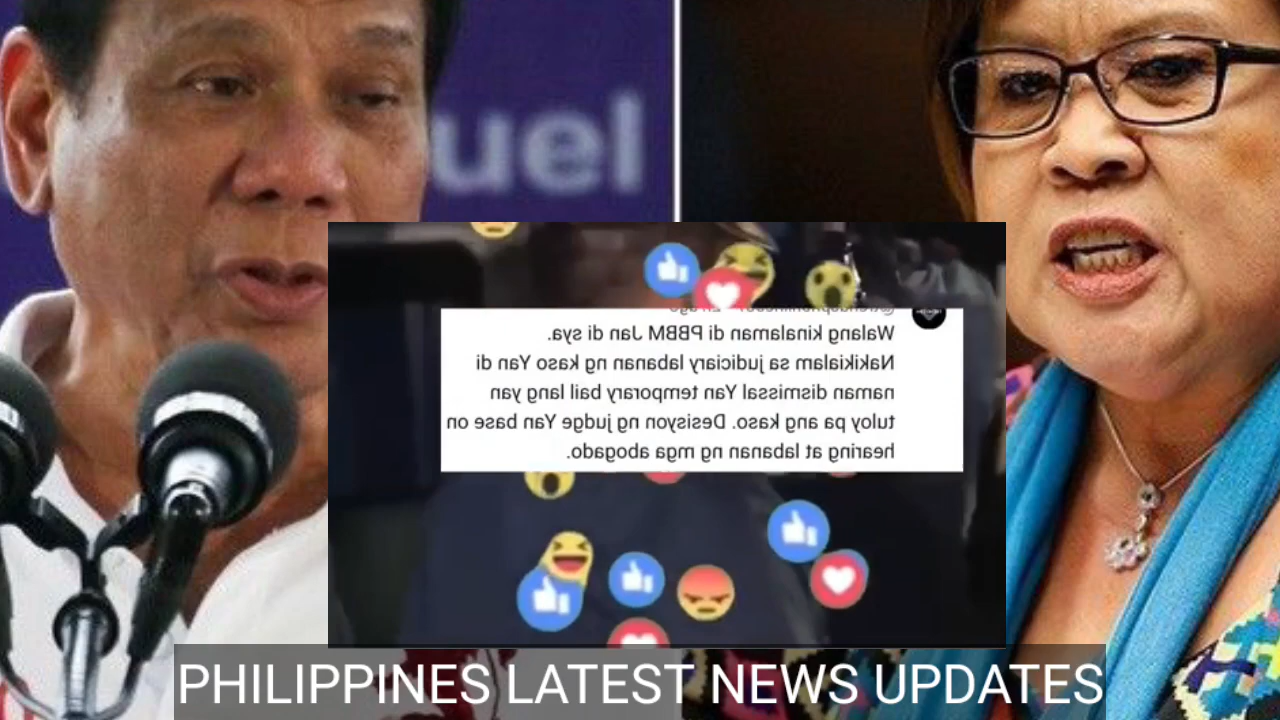 uel
Walang kinalaman di PBBM Jan di sya.
Nakikialam sa judiciary labanan ng kaso Yan di
naman dismissal Yan temporary bail lang yan
tuloy pa ang kaso. Desisyon ng judge Yan base on
hearing at labanan ng mga abogado.
PHILIPPINES LATEST NEWS UPDATES